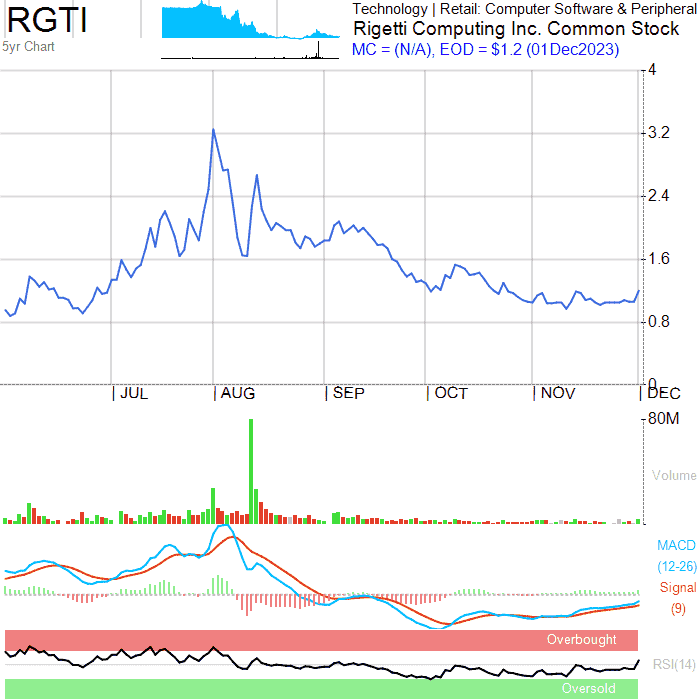 RGTI
5yr Chart
Technology | Retail: Computer Software & Peripheral
Rigetti Computing Inc. Common Stock
MC = (N/A), EOD = $1.2 (01Dec2023)
4
3.2
2.4
1.6
0.8
0
| JUL | AUG | SEP | OCT | NOV | DEC
80M
Volume
MACD
(12-26)
Signal
(9)
Overbought
RSI(14)
Oversold